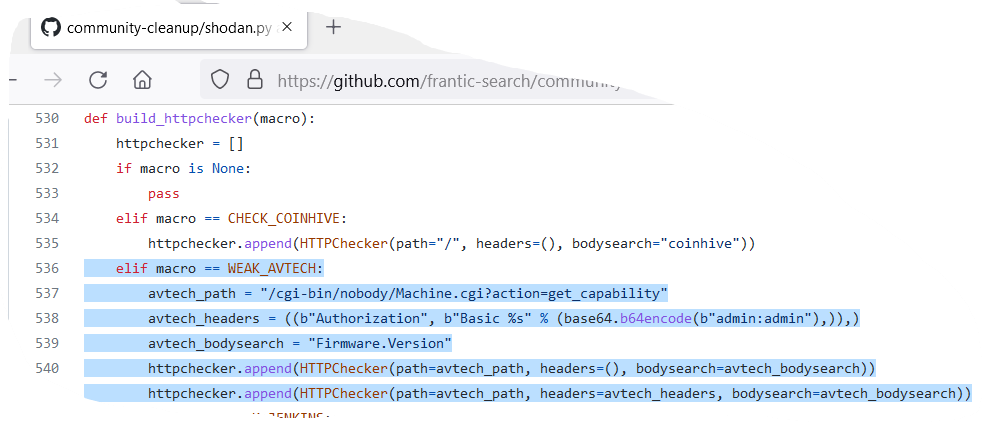 community-cleanup/shodan.py
https://github.com/frantic-search/community-
530 def build_httpchecker(macro):
531 httpchecker = []
532 if macro is None:
533 pass
534 elif macro == CHECK_COINHIVE:
535 httpchecker.append(HTTPChecker(path="/", headers=(), bodysearch="coinhive"))
536 elif macro == WEAK_AVTECH:
537 avtech_path = "/cgi-bin/nobody/Machine.cgi?action=get_capability"
538 avtech_headers = ((b"Authorization", b"Basic %s" % (base64.b64encode(b"admin:admin"),)),)
539 avtech_bodysearch = "Firmware.Version"
540 httpchecker.append(HTTPChecker(path=avtech_path, headers=(), bodysearch=avtech_bodysearch))
httpchecker.append(HTTPChecker(path=avtech_path, headers=avtech_headers, bodysearch=avtech_bodysearch))